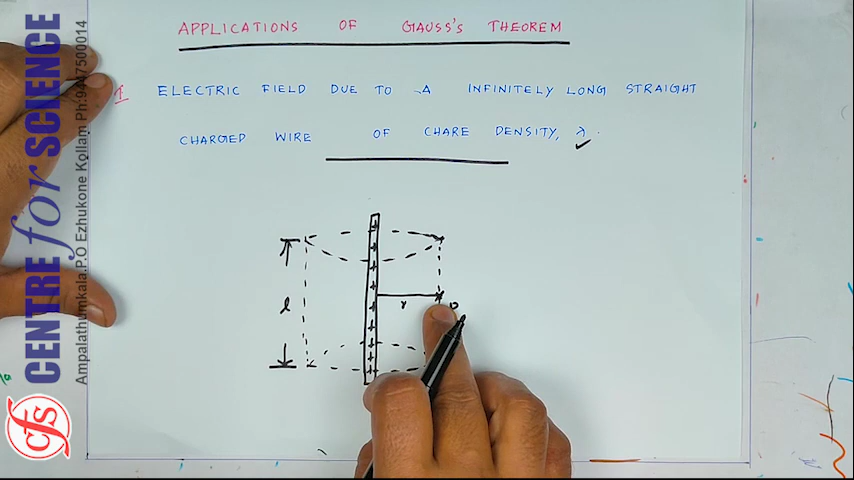 APPLICATIONS OF GAUSS'S THEOREM
1 ELECTRIC FIELD DUE TO A INFINITELY LONG STRAIGHT
CHARGED WIRE OF CHARE DENSITY, λ.
l
r
P
CENTRE for SCIENCE
Ampalathumkala.P.O Ezhukone Kollam Ph:9447500014
cfs